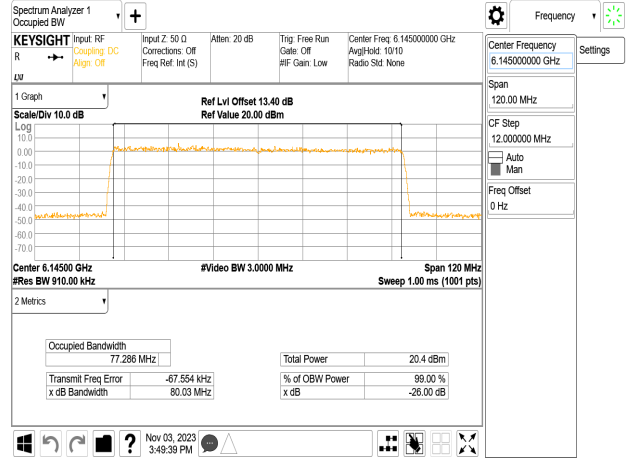 Spectrum Analyzer 1
Occupied BW
Frequency
KEYSIGHT
R
Input: RF
Coupling: DC
Align: Off
Input Z: 50 Ω
Corrections: Off
Freq Ref: Int (S)
Atten: 20 dB
Trig: Free Run
Gate: Off
#IF Gain: Low
Center Freq: 6.145000000 GHz
Avg|Hold: 10/10
Radio Std: None
Center Frequency
6.145000000 GHz
Settings
Span
120.00 MHz
CF Step
12.000000 MHz
Auto
Man
Freq Offset
0 Hz
1 Graph
Scale/Div 10.0 dB
Ref Lvl Offset 13.40 dB
Ref Value 20.00 dBm
Log
10.0
0.00
-10.0
-20.0
-30.0
-40.0
-50.0
-60.0
-70.0
Center 6.14500 GHz
#Video BW 3.0000 MHz
Span 120 MHz
#Res BW 910.00 kHz
Sweep 1.00 ms (1001 pts)
2 Metrics
Occupied Bandwidth
77.286 MHz
Total Power 20.4 dBm
Transmit Freq Error -67.554 kHz
% of OBW Power 99.00 %
x dB Bandwidth 80.03 MHz
x dB -26.00 dB
?
Nov 03, 2023
3:49:39 PM